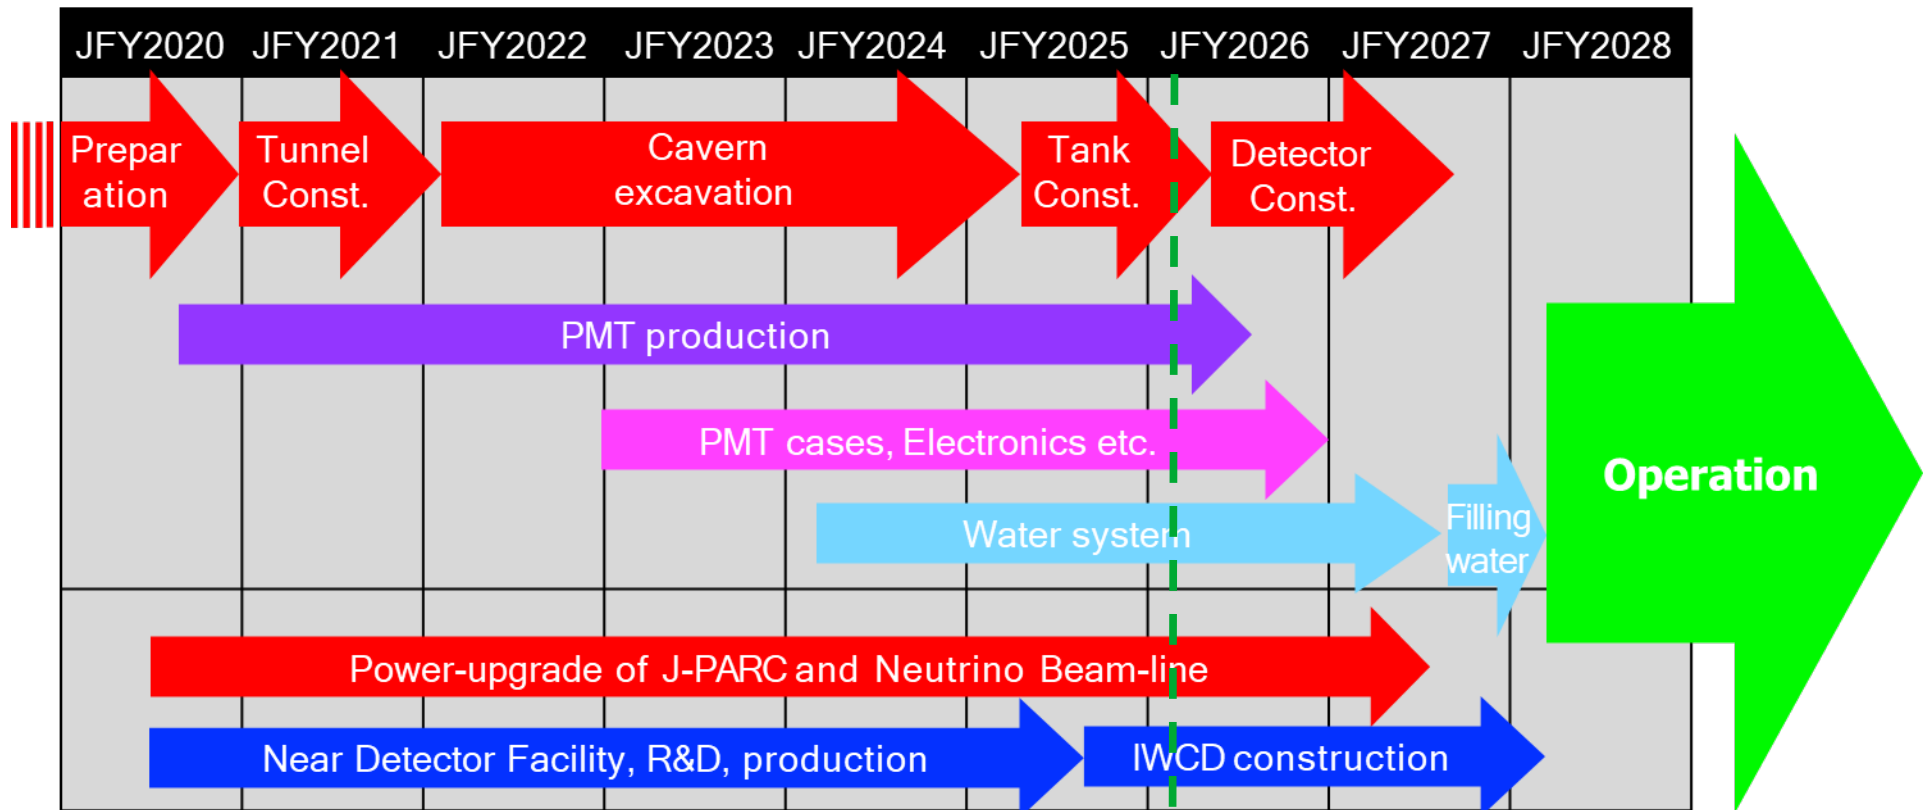 JFY2020 JFY2021 JFY2022 JFY2023 JFY2024 JFY2025 JFY2026 JFY2027 JFY2028
Prepar
ation
Tunnel
Const.
Cavern
excavation
Tank
Const.
Detector
Const.
PMT production
PMT cases, Electronics etc.
Water system
Filling
water
Operation
Power-upgrade of J-PARC and Neutrino Beam-line
Near Detector Facility, R&D, production
IWCD construction